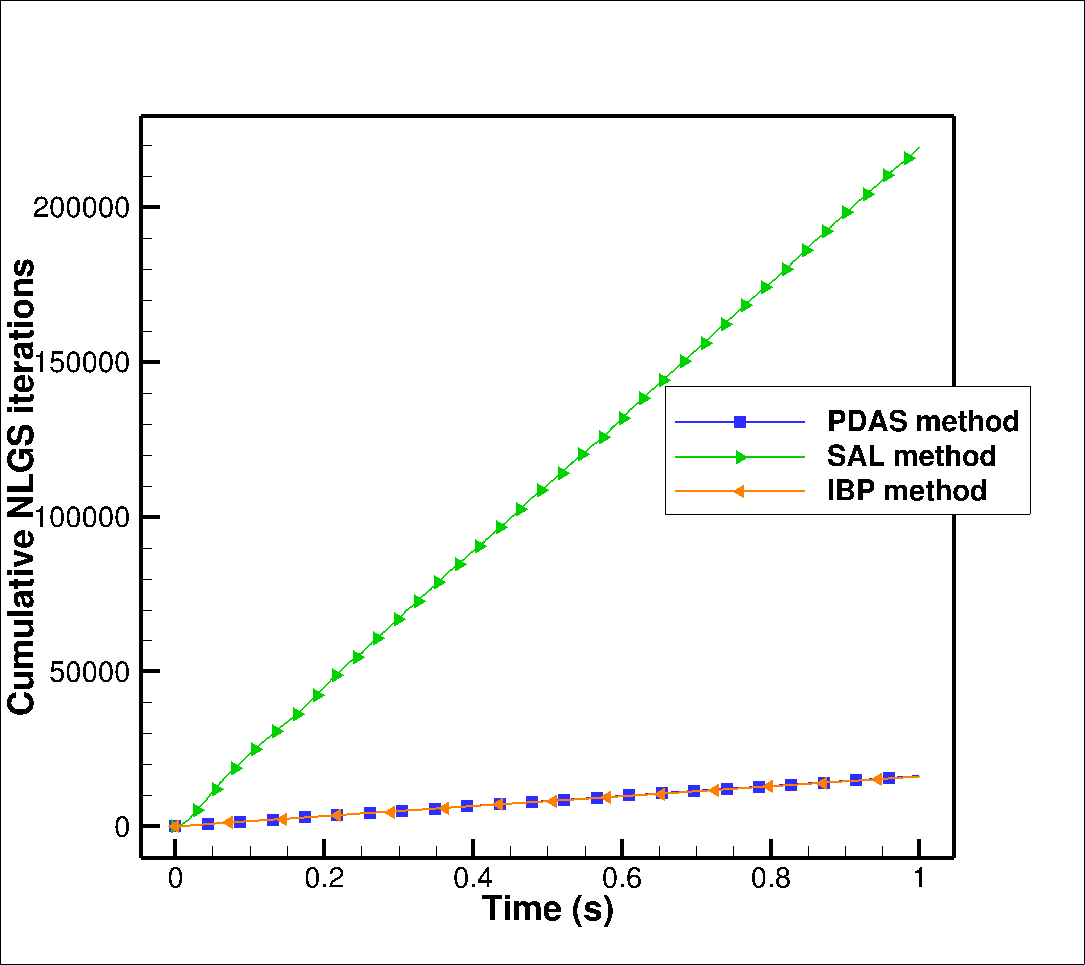 Cumulative NLGS iterations
200000
150000
100000
50000
0
PDAS method
SAL method
IBP method
0 0.2 0.4 0.6 0.8 1
Time (s)